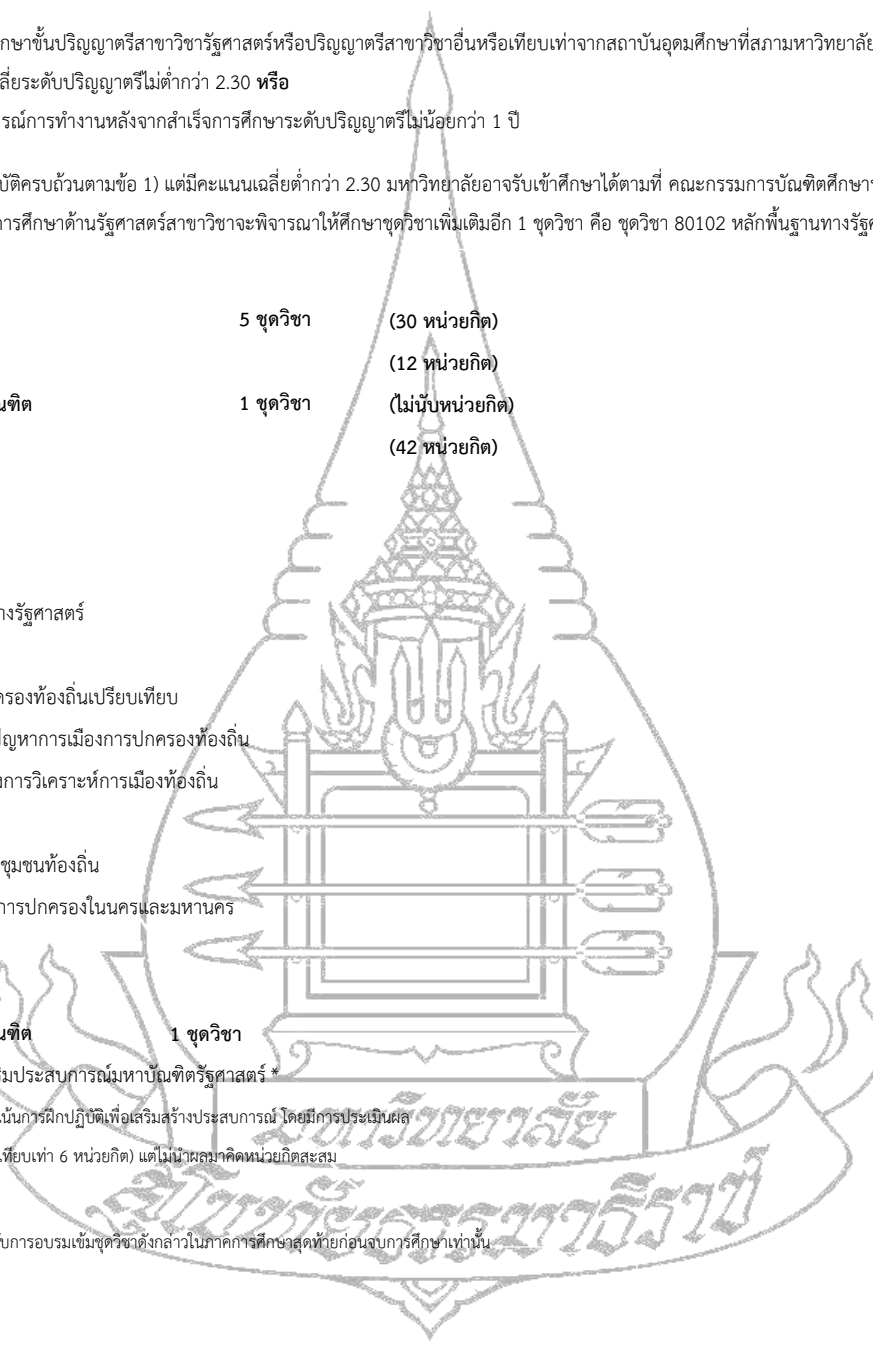 กษาขั้นปริญญาตรีสาขาวิชารัฐศาสตร์หรือปริญญาตรีสาขาวิชาอื่นหรือเทียบเท่าจากสถาบันอุดมศึกษาที่สภามหาวิทยาลัย
ลี่ยระดับปริญญาตรีไม่ต่ำกว่า 2.30 หรือ
รณ์การทำงานหลังจากสำเร็จการศึกษาระดับปริญญาตรีไม่น้อยกว่า 1 ปี
บัติครบถ้วนตามข้อ 1) แต่มีคะแนนเฉลี่ยต่ำกว่า 2.30 มหาวิทยาลัยอาจรับเข้าศึกษาได้ตามที่ คณะกรรมการบัณฑิตศึกษา
การศึกษาด้านรัฐศาสตร์สาขาวิชาจะพิจารณาให้ศึกษาชุดวิชาเพิ่มเติมอีก 1 ชุดวิชา คือ ชุดวิชา 80102 หลักพื้นฐานทางรัฐ
5 ชุดวิชา (30 หน่วยกิต)
(12 หน่วยกิต)
ณฑิต 1 ชุดวิชา (ไม่นับหน่วยกิต)
(42 หน่วยกิต)
างรัฐศาสตร์
ครองท้องถิ่นเปรียบเทียบ
ปัญหาการเมืองการปกครองท้องถิ่น
งการวิเคราะห์การเมืองท้องถิ่น
ชุมชนท้องถิ่น
การปกครองในนครและมหานคร
ณฑิต 1 ชุดวิชา
ริมประสบการณ์มหาบัณฑิตรัฐศาสตร์ *
เน้นการฝึกปฏิบัติเพื่อเสริมสร้างประสบการณ์ โดยมีการประเมินผล
เทียบเท่า 6 หน่วยกิต) แต่ไม่นำผลมาคิดหน่วยกิตสะสม
มหาวิทยาลัย
สุโขทัยธรรมาธิราช
ับการอบรมเข้มชุดวิชาดังกล่าวในภาคการศึกษาสุดท้ายก่อนจบการศึกษาเท่านั้น